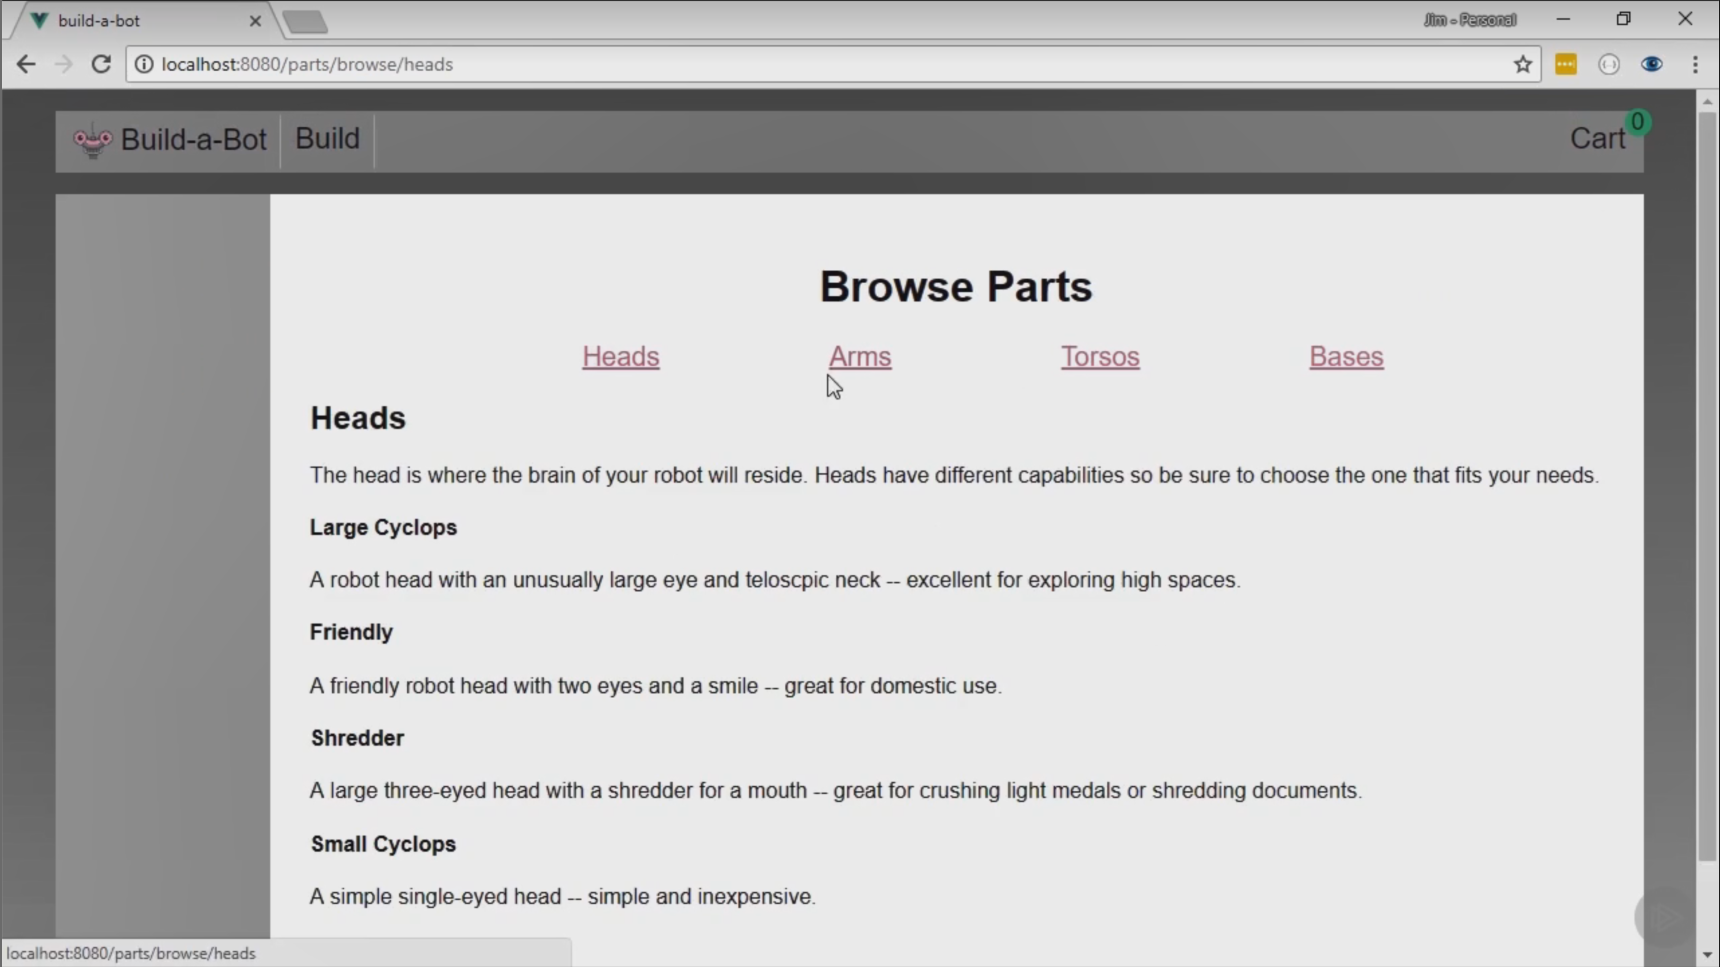 build-a-bot
Jim - Personal
localhost:8080/parts/browse/heads
Build-a-Bot
Build
Cart
0
Browse Parts
Heads
Arms
Torsos
Bases
Heads
The head is where the brain of your robot will reside. Heads have different capabilities so be sure to choose the one that fits your needs.
Large Cyclops
A robot head with an unusually large eye and teloscpic neck -- excellent for exploring high spaces.
Friendly
A friendly robot head with two eyes and a smile -- great for domestic use.
Shredder
A large three-eyed head with a shredder for a mouth -- great for crushing light medals or shredding documents.
Small Cyclops
A simple single-eyed head -- simple and inexpensive.
localhost:8080/parts/browse/heads